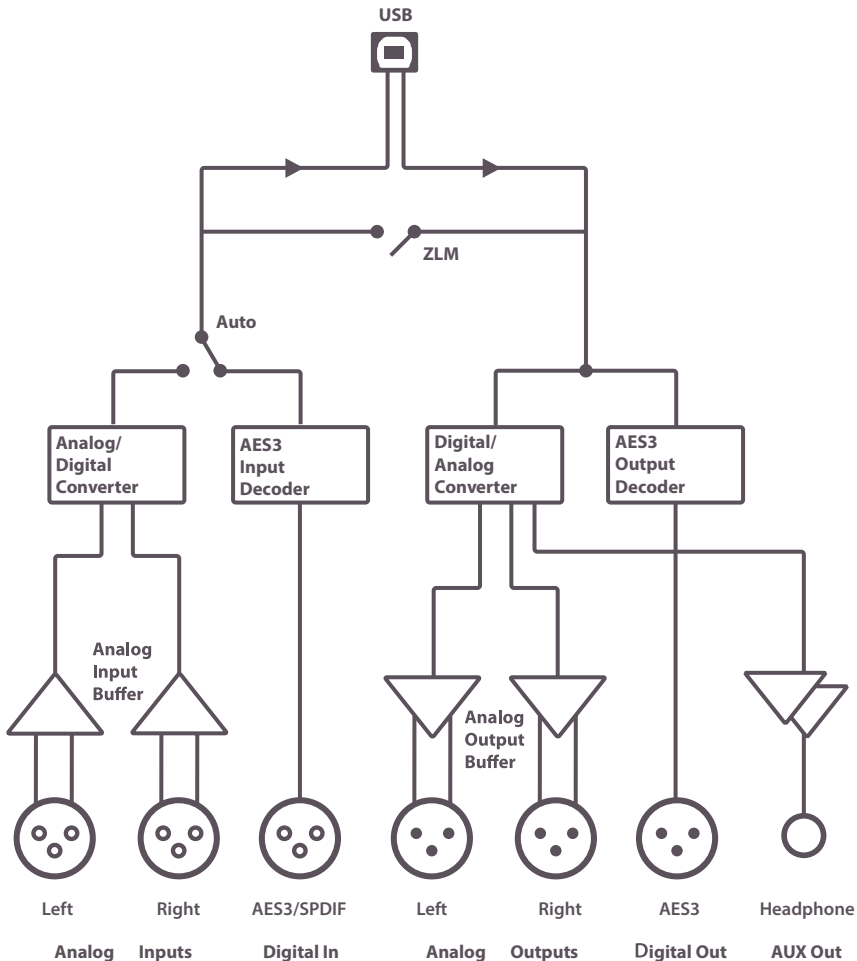 USB
ZLM
Auto
Analog/
Digital
Converter
AES3
Input
Decoder
Digital/
Analog
Converter
AES3
Output
Decoder
Analog
Input
Buffer
Analog
Output
Buffer
Left
Right
AES3/SPDIF
Left
Right
AES3
Headphone
Analog Inputs
Digital In
Analog Outputs
Digital Out
AUX Out